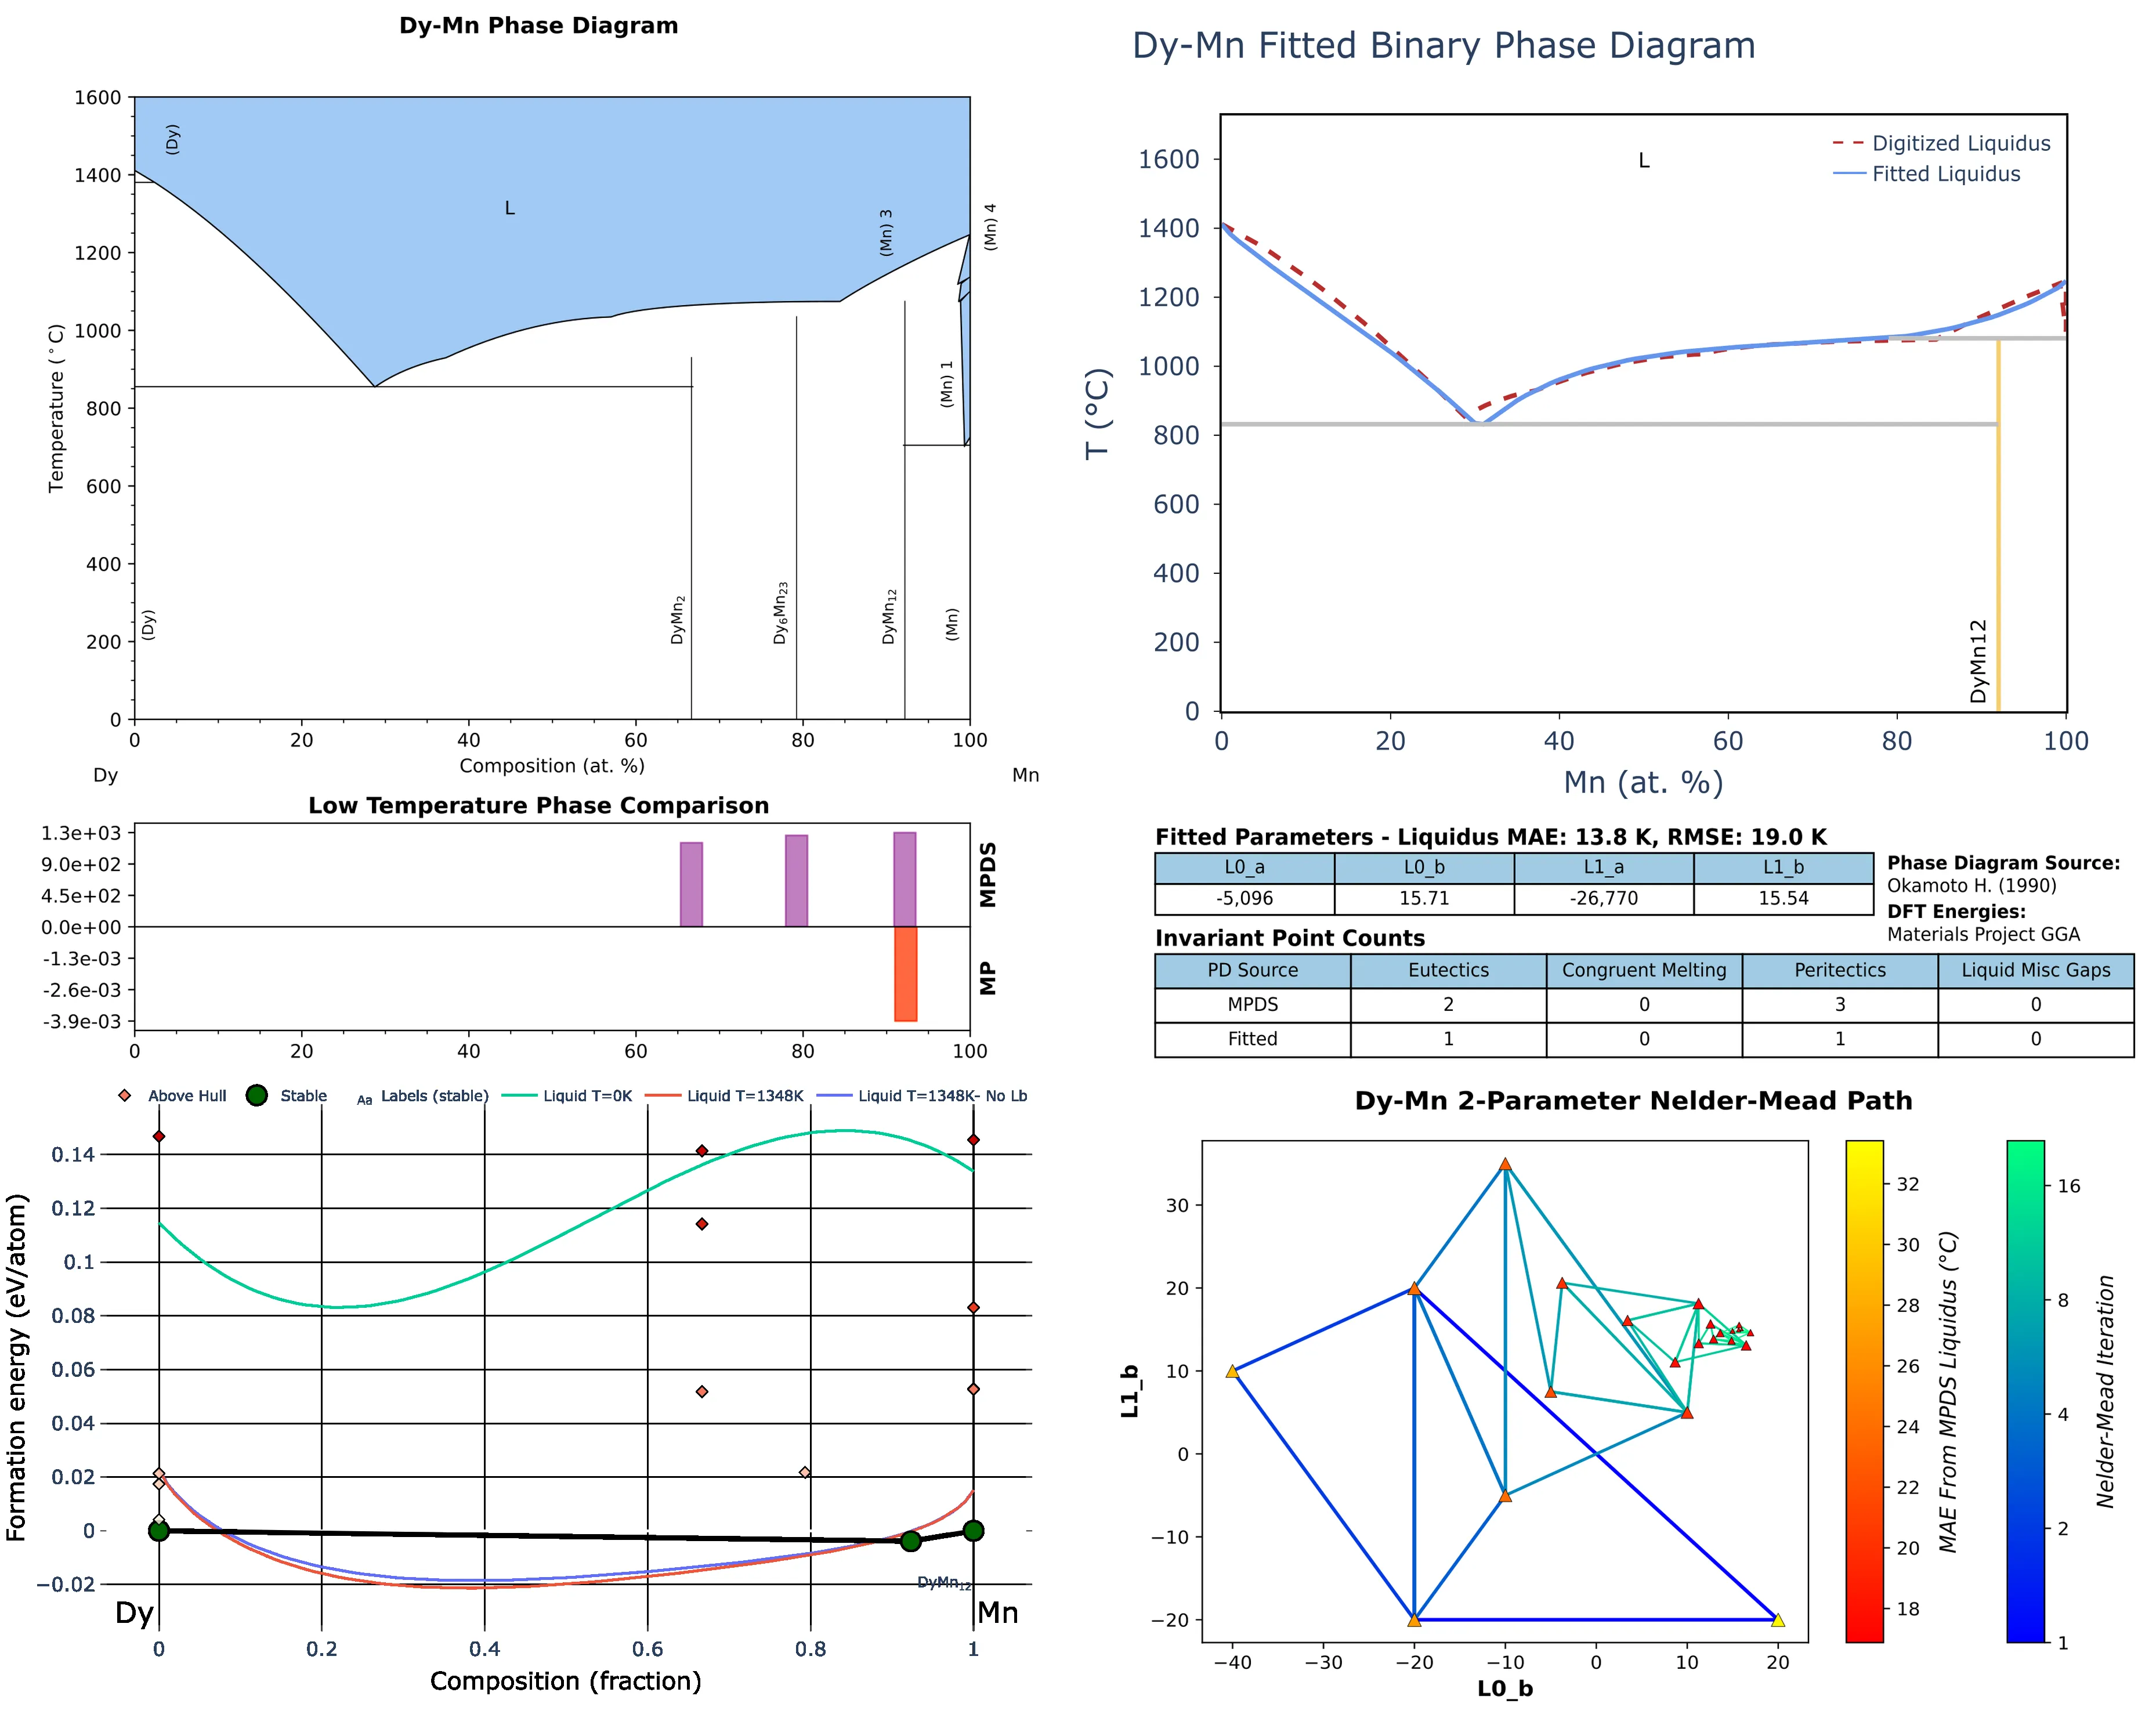 Dy-Mn Phase Diagram
1600
1400
1200
1000
800
600
400
200
0
Temperature (°C)
(Dy)
L
(Mn) 3
(Mn) 4
(Mn) 1
(Dy)
DyMn2
Dy6Mn23
DyMn12
(Mn)
0 20 40 60 80 100
Composition (at. %)
Dy Mn
Dy-Mn Fitted Binary Phase Diagram
L
Digitized Liquidus
Fitted Liquidus
1600
1400
1200
1000
800
600
400
200
0
T (°C)
DyMn12
0 20 40 60 80 100
Mn (at. %)
Low Temperature Phase Comparison
1.3e+03
9.0e+02
4.5e+02
0.0e+00
-1.3e-03
-2.6e-03
-3.9e-03
MPDS
MP
0 20 40 60 80 100
Fitted Parameters - Liquidus MAE: 13.8 K, RMSE: 19.0 K
L0_a L0_b L1_a L1_b
-5,096 15.71 -26,770 15.54
Phase Diagram Source:
Okamoto H. (1990)
DFT Energies:
Materials Project GGA
Invariant Point Counts
PD Source Eutectics Congruent Melting Peritectics Liquid Misc Gaps
MPDS 2 0 3 0
Fitted 1 0 1 0
Above Hull Stable Aa Labels (stable) Liquid T=0K Liquid T=1348K Liquid T=1348K- No Lb
0.14
0.12
0.1
0.08
0.06
0.04
0.02
0
−0.02
Formation energy (eV/atom)
DyMn12
Dy Mn
0 0.2 0.4 0.6 0.8 1
Composition (fraction)
Dy-Mn 2-Parameter Nelder-Mead Path
30
20
10
0
−10
−20
L1_b
−40 −30 −20 −10 0 10 20
L0_b
32
30
28
26
24
22
20
18
MAE From MPDS Liquidus (°C)
16
8
4
2
1
Nelder-Mead Iteration